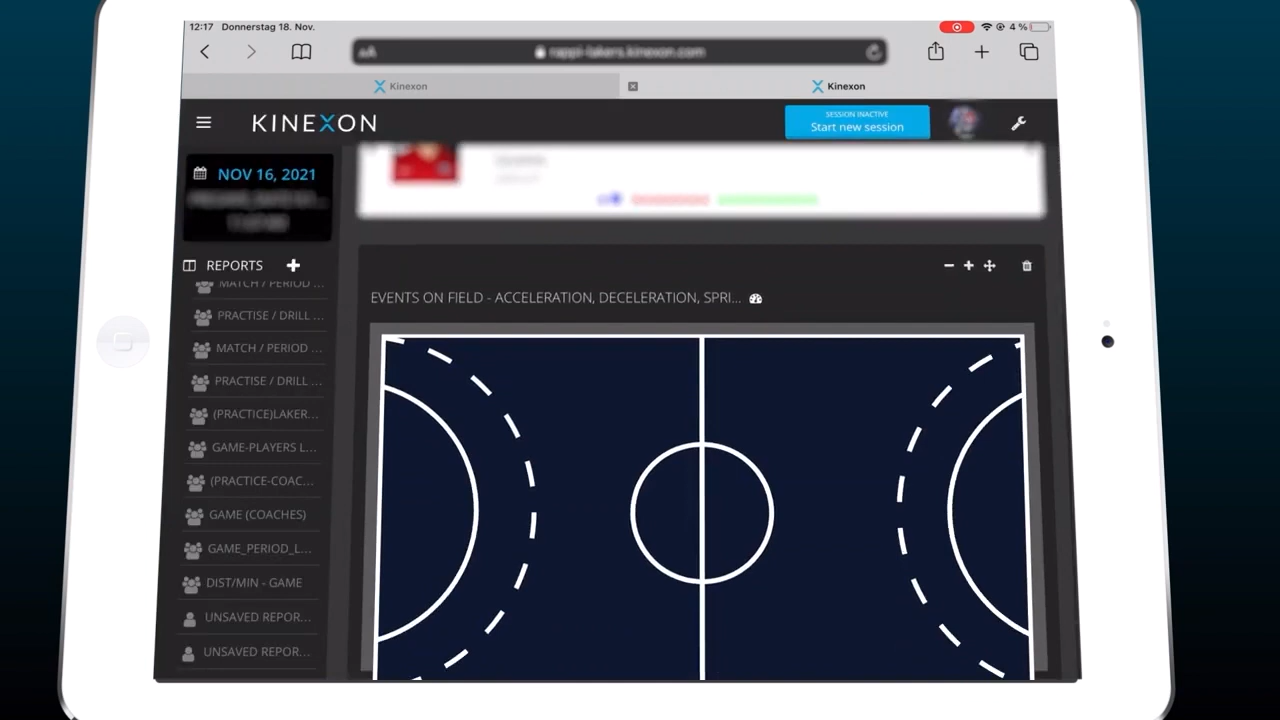 12:17 Donnerstag 18. Nov.
4 %
Kinexon
Kinexon
KINEXON
SESSION INACTIVE
Start new session
NOV 16, 2021
REPORTS
MATCH / PERIOD ...
PRACTISE / DRILL ...
MATCH / PERIOD ...
PRACTISE / DRILL ...
(PRACTICE)LAKER...
GAME-PLAYERS L...
(PRACTICE-COAC...
GAME (COACHES)
GAME_PERIOD_L...
DIST/MIN - GAME
UNSAVED REPOR...
UNSAVED REPOR...
EVENTS ON FIELD - ACCELERATION, DECELERATION, SPRI...